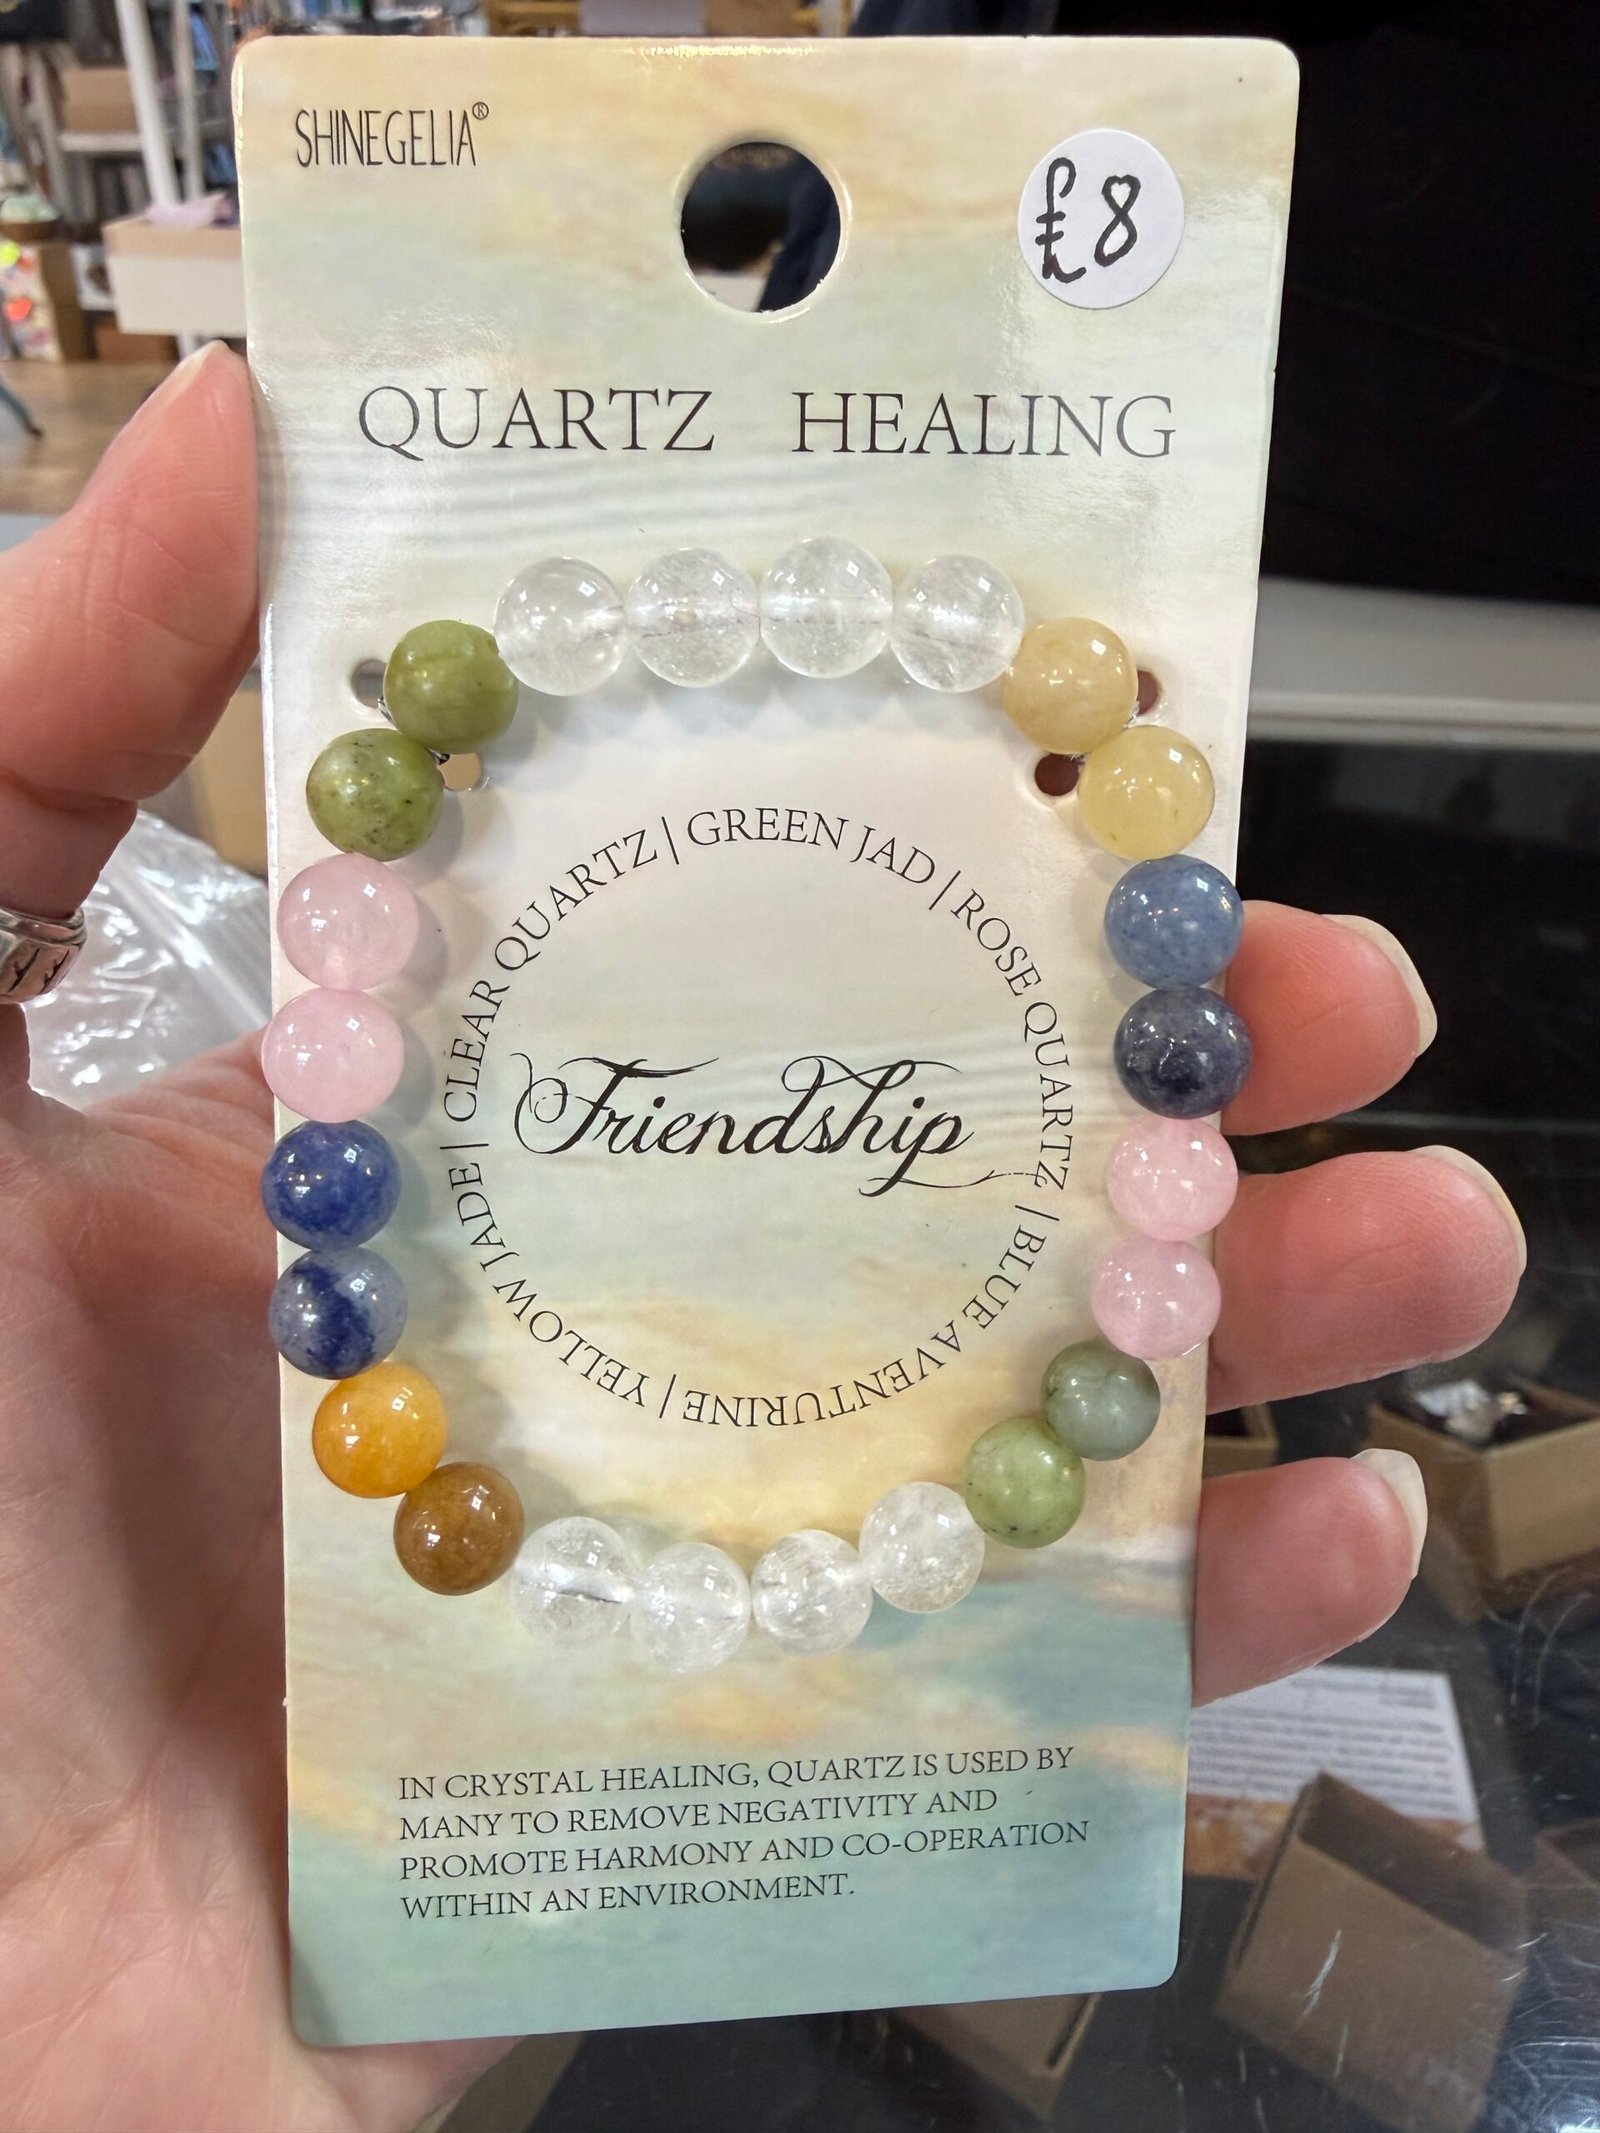 SHINEGELIA®
£8
QUARTZ HEALING
CLEAR QUARTZ | GREEN JAD | ROSE QUARTZ | BLUE AVENTURINE | YELLOW JADE |
Friendship
IN CRYSTAL HEALING, QUARTZ IS USED BY
MANY TO REMOVE NEGATIVITY AND
PROMOTE HARMONY AND CO-OPERATION
WITHIN AN ENVIRONMENT.